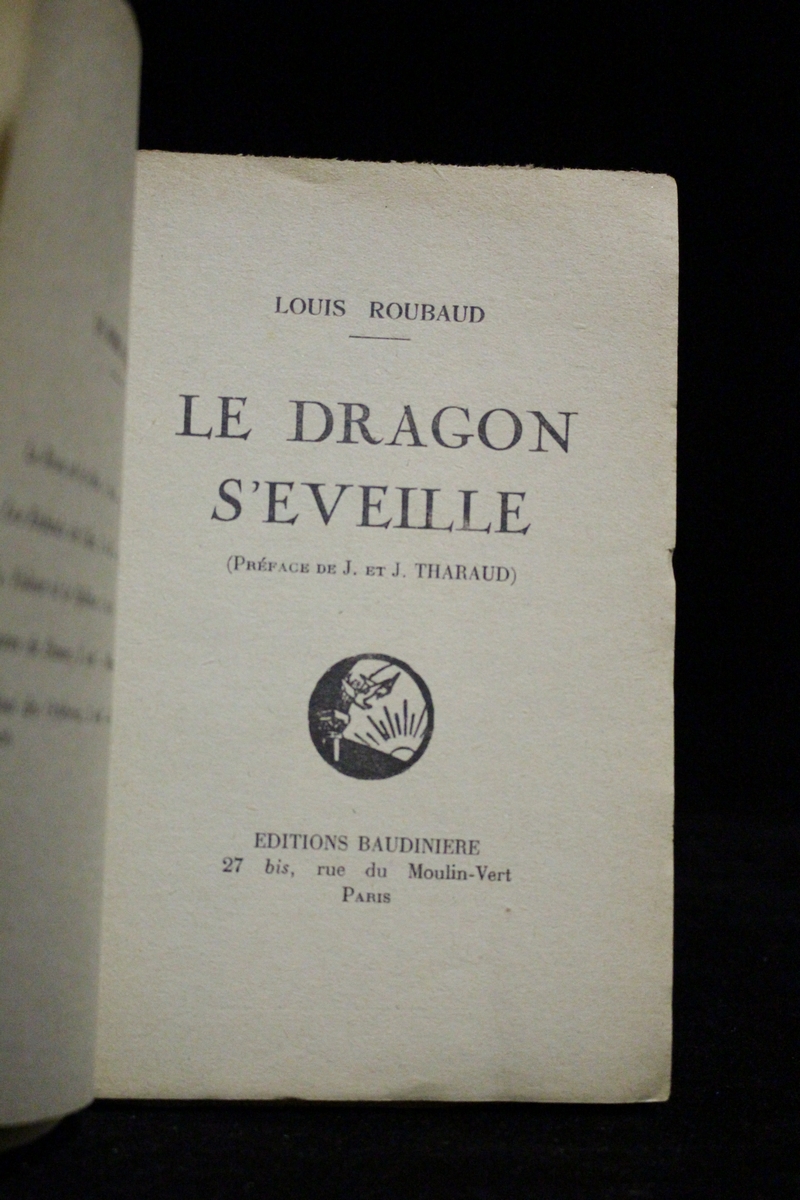 LOUIS ROUBAUD
LE DRAGON
S'EVEILLE
(PRÉFACE DE J. ET J. THARAUD)
EDITIONS BAUDINIERE
27 bis, rue du Moulin-Vert
PARIS